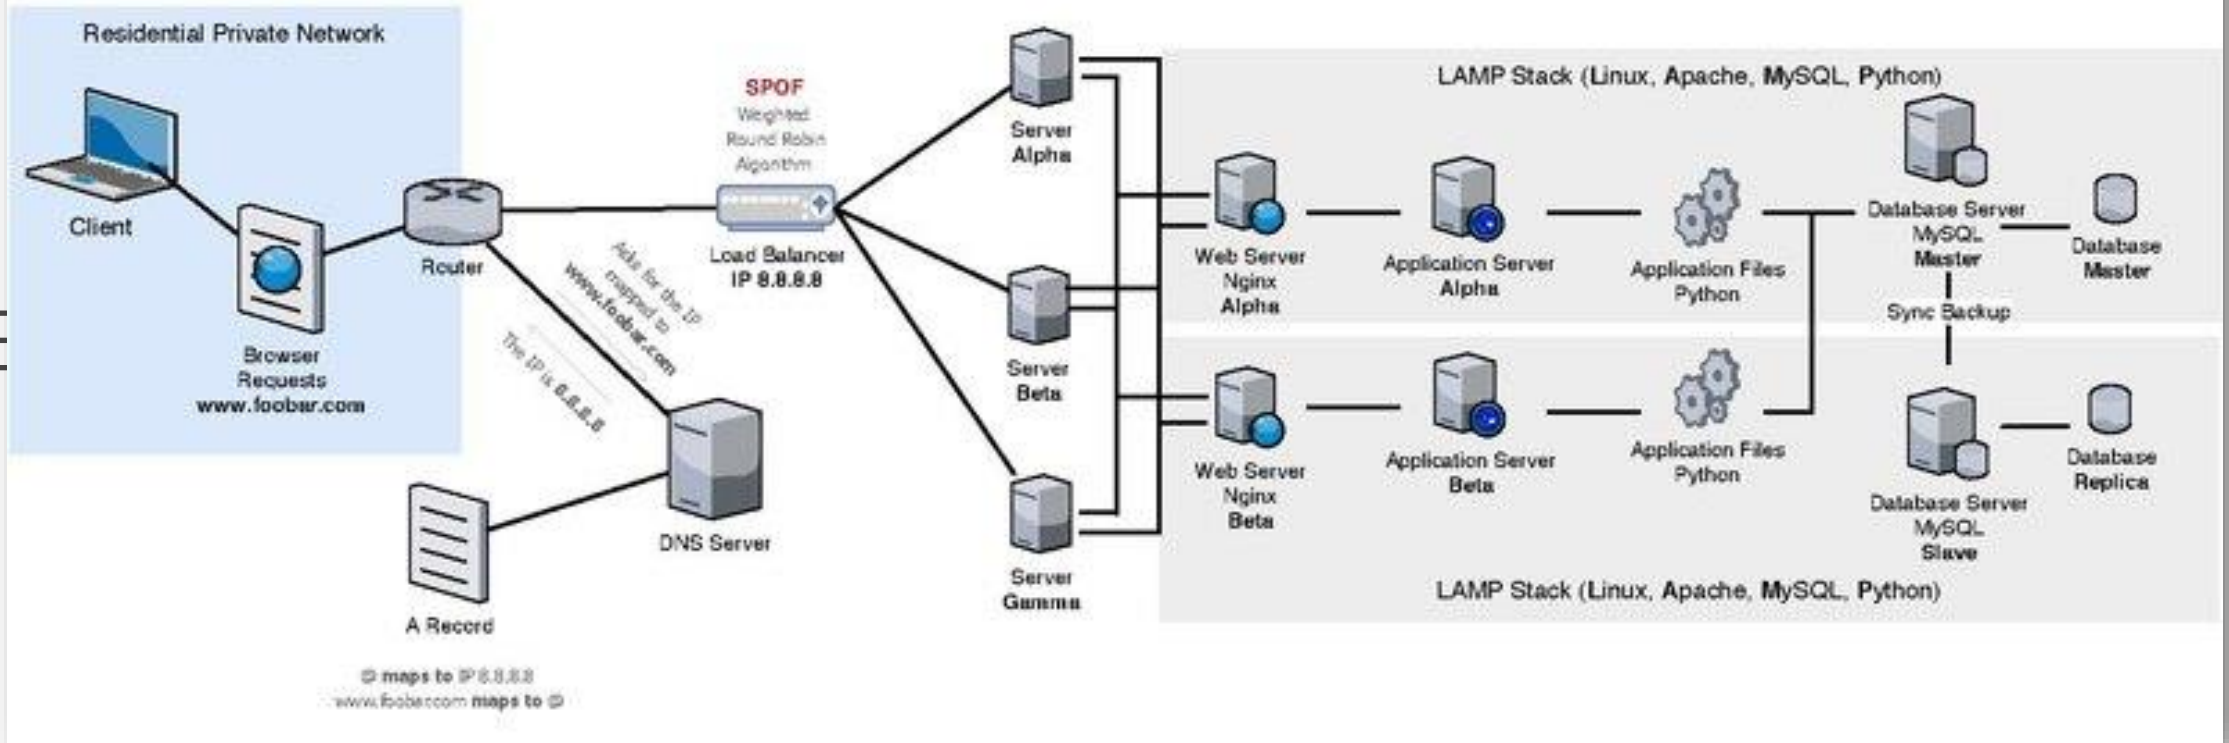 Residential Private Network
Client
Browser
Requests
www.foobar.com
Router
SPOF
Weighted
Round Robin
Algorithm
Load Balancer
IP 8.8.8.8
Asks for the IP
mapped to
www.foobar.com
The IP is 8.8.8.8
DNS Server
A Record
@ maps to IP 8.8.8.8
www.foobar.com maps to @
Server
Alpha
Server
Beta
Server
Gamma
LAMP Stack (Linux, Apache, MySQL, Python)
Web Server
Nginx
Alpha
Application Server
Alpha
Application Files
Python
Database Server
MySQL
Master
Database
Master
Sync Backup
Web Server
Nginx
Beta
Application Server
Beta
Application Files
Python
Database Server
MySQL
Slave
Database
Replica
LAMP Stack (Linux, Apache, MySQL, Python)